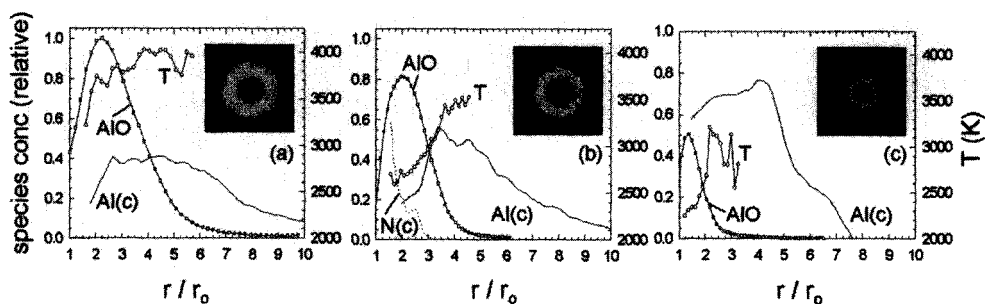 species conc (relative)
1.0
0.8
0.6
0.4
0.2
0.0
T
AlO
Al(c)
(a)
4000
3500
3000
2500
2000
1 2 3 4 5 6 7 8 9 10
r / r₀
1.0
0.8
0.6
0.4
0.2
0.0
AlO
T
N(c)
Al(c)
(b)
4000
3500
3000
2500
2000
1 2 3 4 5 6 7 8 9 10
r / r₀
1.0
0.8
0.6
0.4
0.2
0.0
T
AlO
Al(c)
(c)
4000
3500
3000
2500
2000
1 2 3 4 5 6 7 8 9 10
r / r₀
T (K)